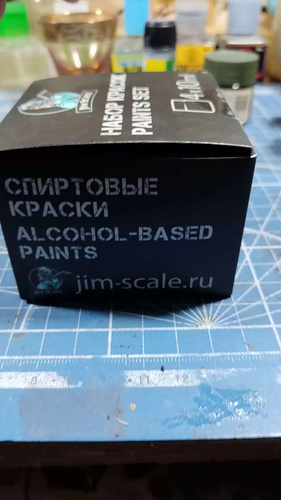 НАБОР КРАСОК
PAINTS SET
СПИРТОВЫЕ
КРАСКИ
ALCOHOL-BASED
PAINTS
jim-scale.ru